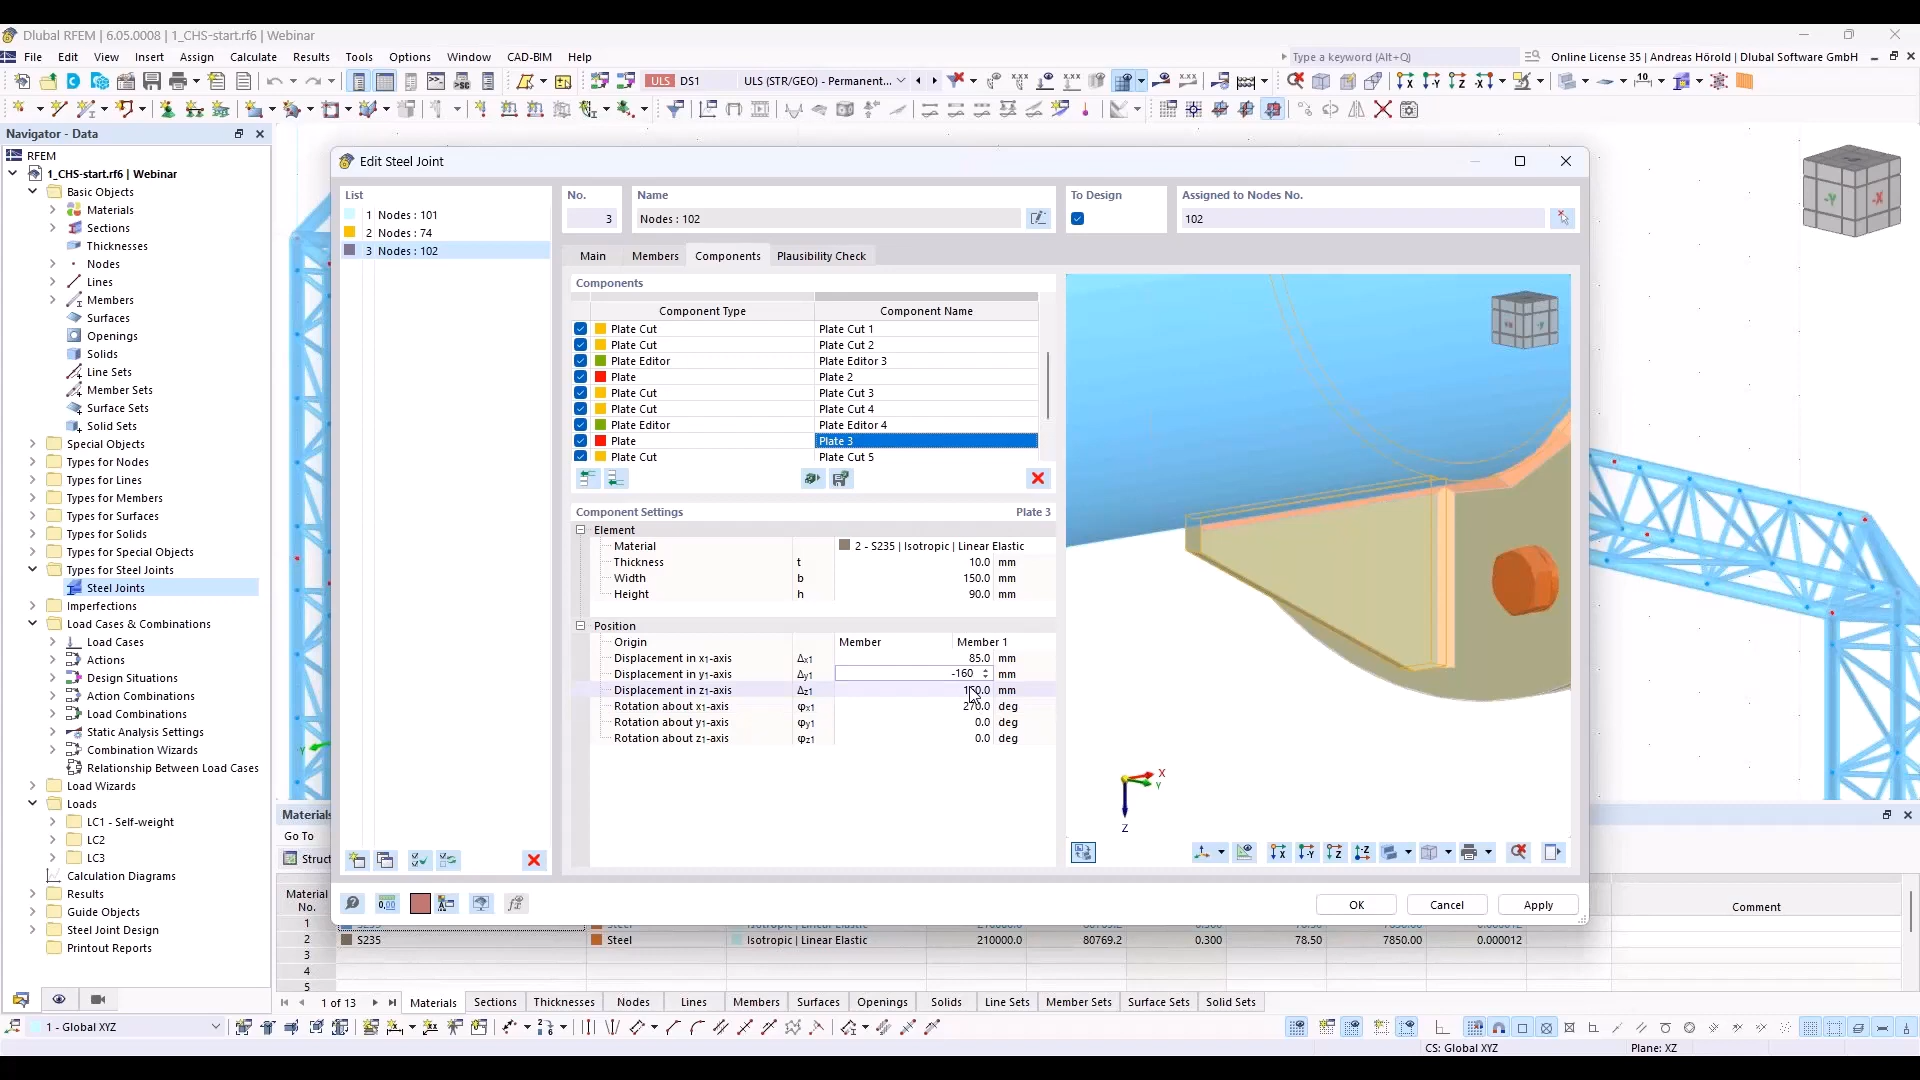 Dlubal RFEM | 6.05.0008 | 1_CHS-start.rf6 | Webinar
File Edit View Insert Assign Calculate Results Tools Options Window CAD-BIM Help
Type a keyword (Alt+Q)
Online License 35 | Andreas Hörold | Dlubal Software GmbH
ULS DS1 ULS (STR/GEO) - Permanent...
Navigator - Data
RFEM
1_CHS-start.rf6 | Webinar
Basic Objects
Materials
Sections
Thicknesses
Nodes
Lines
Members
Surfaces
Openings
Solids
Line Sets
Member Sets
Surface Sets
Solid Sets
Special Objects
Types for Nodes
Types for Lines
Types for Members
Types for Surfaces
Types for Solids
Types for Special Objects
Types for Steel Joints
Steel Joints
Imperfections
Load Cases & Combinations
Load Cases
Actions
Design Situations
Action Combinations
Load Combinations
Static Analysis Settings
Combination Wizards
Relationship Between Load Cases
Load Wizards
Loads
LC1 - Self-weight
LC2
LC3
Calculation Diagrams
Results
Guide Objects
Steel Joint Design
Printout Reports
1 - Global XYZ
Edit Steel Joint
List
1 Nodes : 101
2 Nodes : 74
3 Nodes : 102
No.
3
Name
Nodes : 102
To Design
Assigned to Nodes No.
102
Main Members Components Plausibility Check
Components
Component Type Component Name
Plate Cut Plate Cut 1
Plate Cut Plate Cut 2
Plate Editor Plate Editor 3
Plate Plate 2
Plate Cut Plate Cut 3
Plate Cut Plate Cut 4
Plate Editor Plate Editor 4
Plate Plate 3
Plate Cut Plate Cut 5
Component Settings Plate 3
Element
Material 2 - S235 | Isotropic | Linear Elastic
Thickness t 10.0 mm
Width b 150.0 mm
Height h 90.0 mm
Position
Origin Member Member 1
Displacement in x1-axis Δx1 85.0 mm
Displacement in y1-axis Δy1 -160 mm
Displacement in z1-axis Δz1 mm
Rotation about x1-axis φx1 270.0 deg
Rotation about y1-axis φy1 0.0 deg
Rotation about z1-axis φz1 0.0 deg
X
Y
Z
-Y -X
OK Cancel Apply
Materials
Go To
Struct
Material
No.
Comment
1
2 S235 Steel Isotropic | Linear Elastic 210000.0 80769.2 0.300 78.50 7850.00 0.000012
3
4
5
1 of 13 Materials Sections Thicknesses Nodes Lines Members Surfaces Openings Solids Line Sets Member Sets Surface Sets Solid Sets
CS: Global XYZ Plane: XZ